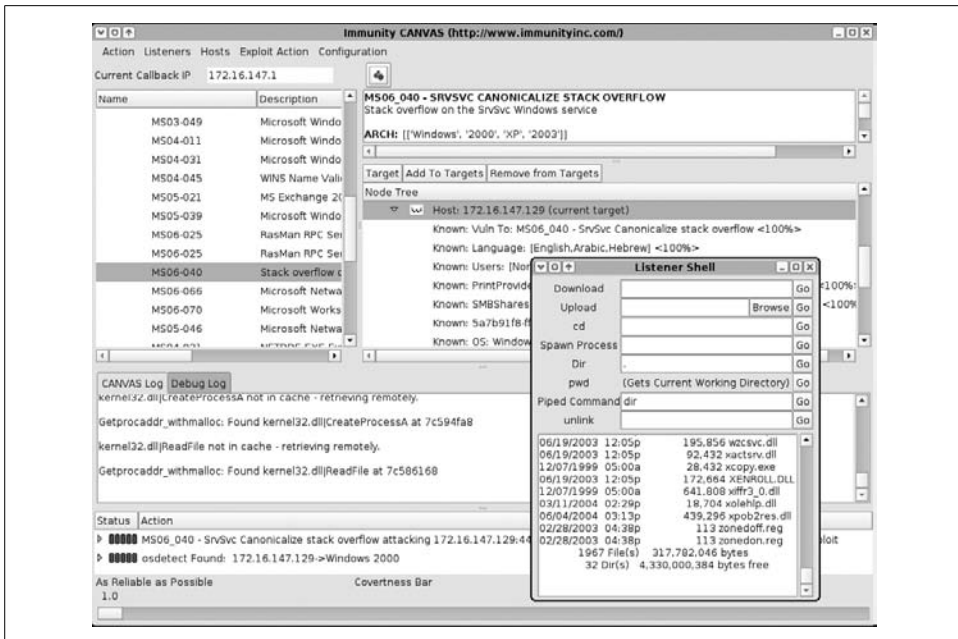 Immunity CANVAS (http://www.immunityinc.com/)
Action Listeners Hosts Exploit Action Configuration
Current Callback IP 172.16.147.1
Name Description
MS03-049 Microsoft Windo
MS04-011 Microsoft Windo
MS04-031 Microsoft Windo
MS04-045 WINS Name Vali
MS05-021 MS Exchange 20
MS05-039 Microsoft Windo
MS06-025 RasMan RPC Sei
MS06-025 RasMan RPC Sei
MS06-040 Stack overflow c
MS06-066 Microsoft Netwa
MS06-070 Microsoft Works
MS05-046 Microsoft Netwa
MS06_040 - SRVSVC CANONICALIZE STACK OVERFLOW
Stack overflow on the SrvSvc Windows service
ARCH: [['Windows', '2000', 'XP', '2003']]
Target Add To Targets Remove from Targets
Node Tree
Host: 172.16.147.129 (current target)
Known: Vuln To: MS06_040 - SrvSvc Canonicalize stack overflow <100%>
Known: Language: [English,Arabic,Hebrew] <100%>
Known: Users: [Nor
Known: PrintProvide <100%:
Known: SMBShares <100%
Known: 5a7b91f8-ff
Known: OS: Window
Listener Shell
Download Go
Upload Browse Go
cd Go
Spawn Process Go
Dir . Go
pwd (Gets Current Working Directory) Go
Piped Command dir Go
unlink Go
06/19/2003 12:05p 195,856 wzcsvc.dll
06/19/2003 12:05p 92,432 xactsrv.dll
12/07/1999 05:00a 28,432 xcopy.exe
06/19/2003 12:05p 172,664 XENROLL.DLL
12/07/1999 05:00a 641,808 xiffr3_0.dll
03/11/2004 02:29p 18,704 xolehlp.dll
06/04/2004 03:13p 439,296 xpob2res.dll
02/28/2003 04:38p 113 zonedoff.reg
02/28/2003 04:38p 113 zonedon.reg
1967 File(s) 317,782,046 bytes
32 Dir(s) 4,330,000,384 bytes free
CANVAS Log Debug Log
kernel32.dll|CreateProcessA not in cache - retrieving remotely.
Getprocaddr_withmalloc: Found kernel32.dll|CreateProcessA at 7c594fa8
kernel32.dll|ReadFile not in cache - retrieving remotely.
Getprocaddr_withmalloc: Found kernel32.dll|ReadFile at 7c586168
Status Action
MS06_040 - SrvSvc Canonicalize stack overflow attacking 172.16.147.129:44 ploit
osdetect Found: 172.16.147.129->Windows 2000
As Reliable as Possible Covertness Bar
1.0